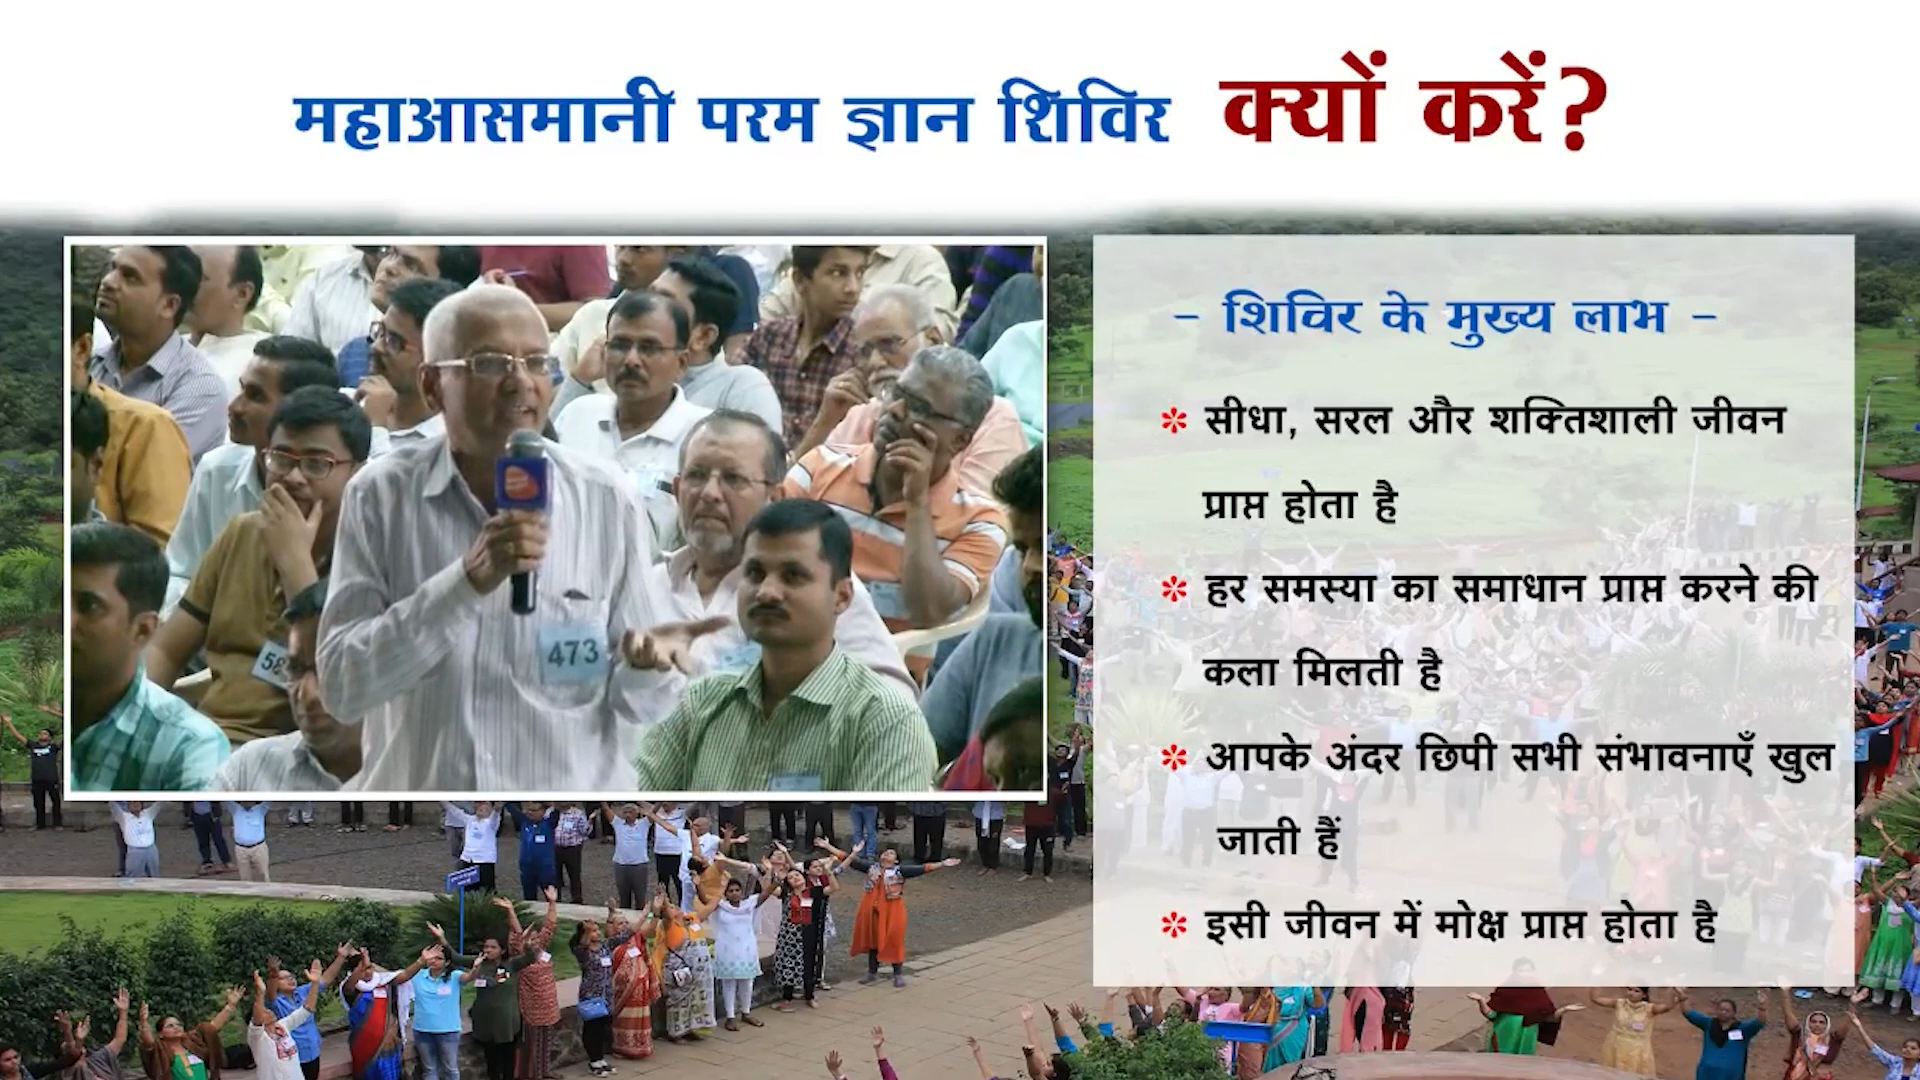 महाआसमानी परम ज्ञान शिविर क्यों करें?
- शिविर के मुख्य लाभ -
* सीधा, सरल और शक्तिशाली जीवन
प्राप्त होता है
* हर समस्या का समाधान प्राप्त करने की
कला मिलती है
* आपके अंदर छिपी सभी संभावनाएँ खुल
जाती हैं
* इसी जीवन में मोक्ष प्राप्त होता है
473